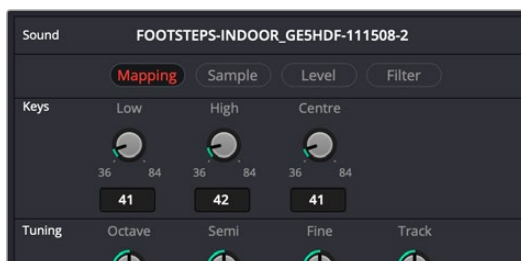 Sound FOOTSTEPS-INDOOR_GE5HDF-111508-2
Mapping Sample Level Filter
Keys Low High Centre
36 84 36 84 36 84
41 42 41
Tuning Octave Semi Fine Track